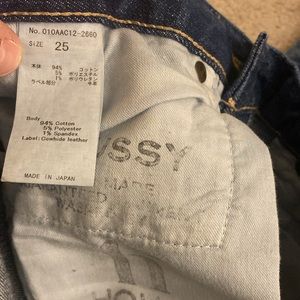 No. 010AAC12-2660
SIZE 25
本体 94% コットン
5% ポリエステル
1% ポリウレタン
ラベル部分 牛革
Body:
94% Cotton
5% Polyester
1% Spandex
Label: Cowhide leather
MADE IN JAPAN
USSY
MADE